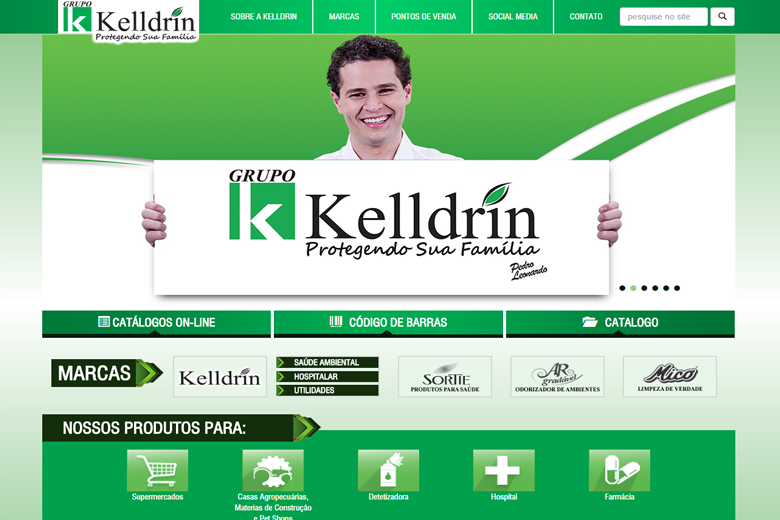 GRUPO
k Kelldrin
Protegendo Sua Família
SOBRE A KELLDRIN
MARCAS
PONTOS DE VENDA
SOCIAL MEDIA
CONTATO
pesquise no site
GRUPO
k Kelldrin
Protegendo Sua Família
Pedro
Leonardo
CATÁLOGOS ON-LINE
CÓDIGO DE BARRAS
CATALOGO
MARCAS
Kelldrin
SAÚDE AMBIENTAL
HOSPITALAR
UTILIDADES
SORTIE
PRODUTOS PARA SAÚDE
AR
gradável
ODORIZADOR DE AMBIENTES
Mico
LIMPEZA DE VERDADE
NOSSOS PRODUTOS PARA:
Supermercados
Casas Agropecuárias,
Materias de Construção
e Pet Shops
Detetizadora
Hospital
Farmácia